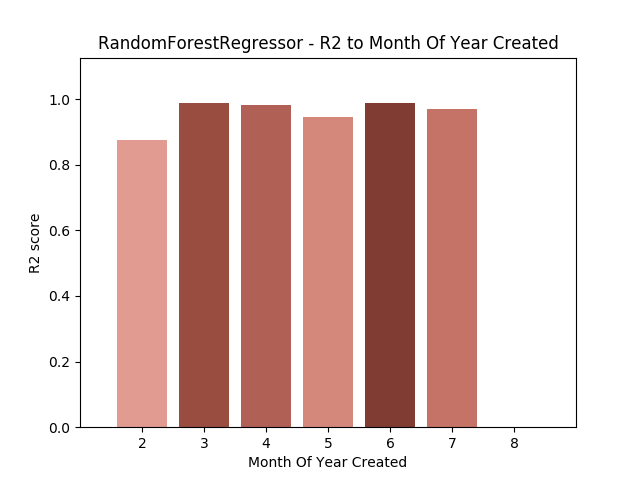 RandomForestRegressor - R2 to Month Of Year Created
1.0
0.8
0.6
0.4
0.2
0.0
R2 score
2 3 4 5 6 7 8
Month Of Year Created